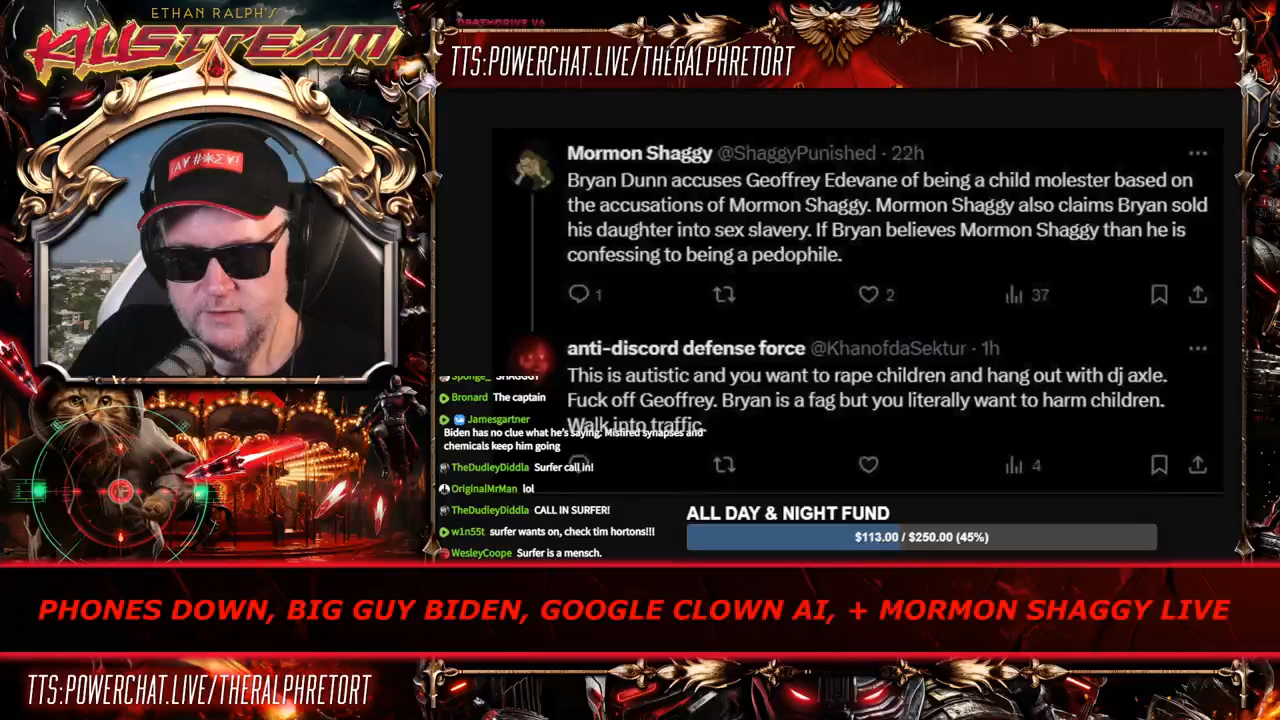 ETHAN RALPH'S
KILLSTREAM
TTS:POWERCHAT.LIVE/THERALPHRETORT
Mormon Shaggy @ShaggyPunished · 22h
Bryan Dunn accuses Geoffrey Edevane of being a child molester based on
the accusations of Mormon Shaggy. Mormon Shaggy also claims Bryan sold
his daughter into sex slavery. If Bryan believes Mormon Shaggy than he is
confessing to being a pedophile.
1
2
37
anti-discord defense force @KhanofdaSektur · 1h
This is autistic and you want to rape children and hang out with dj axle.
Fuck off Geoffrey. Bryan is a fag but you literally want to harm children.
Walk into traffic.
4
Sponge_ SHAGGY
Bronard The captain
Jamesgartner
Biden has no clue what he's saying. Misfired synapses and
chemicals keep him going
TheDudleyDiddla Surfer call in!
OriginalMrMan lol
TheDudleyDiddla CALL IN SURFER!
w1n55t surfer wants on, check tim hortons!!!
WesleyCoope Surfer is a mensch.
ALL DAY & NIGHT FUND
$113.00 / $250.00 (45%)
PHONES DOWN, BIG GUY BIDEN, GOOGLE CLOWN AI, + MORMON SHAGGY LIVE
TTS:POWERCHAT.LIVE/THERALPHRETORT